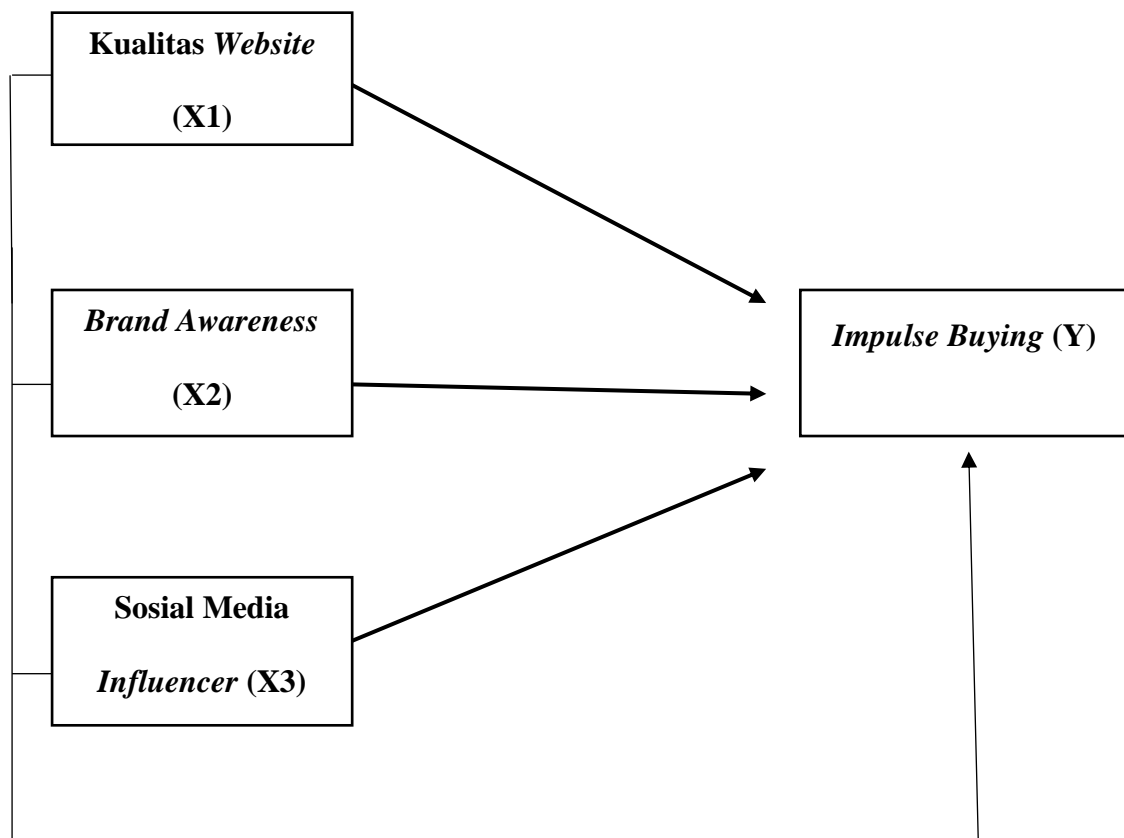 Kualitas Website
(X1)
Brand Awareness
(X2)
Impulse Buying (Y)
Sosial Media
Influencer (X3)